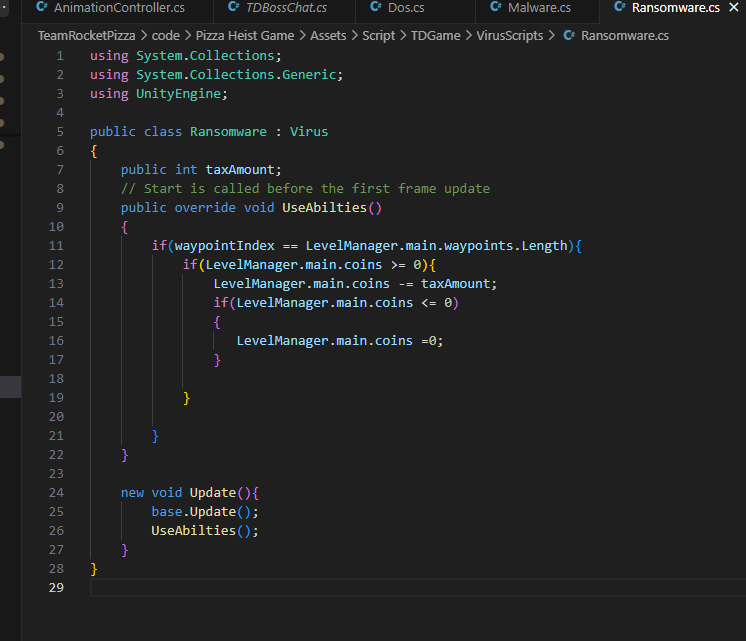 AnimationController.cs TDBossChat.cs Dos.cs Malware.cs Ransomware.cs
TeamRocketPizza > code > Pizza Heist Game > Assets > Script > TDGame > VirusScripts > Ransomware.cs
1 using System.Collections;
2 using System.Collections.Generic;
3 using UnityEngine;
4
5 public class Ransomware : Virus
6 {
7 public int taxAmount;
8 // Start is called before the first frame update
9 public override void UseAbilties()
10 {
11 if(waypointIndex == LevelManager.main.waypoints.Length){
12 if(LevelManager.main.coins >= 0){
13 LevelManager.main.coins -= taxAmount;
14 if(LevelManager.main.coins <= 0)
15 {
16 LevelManager.main.coins =0;
17 }
18
19 }
20
21 }
22 }
23
24 new void Update(){
25 base.Update();
26 UseAbilties();
27 }
28 }
29